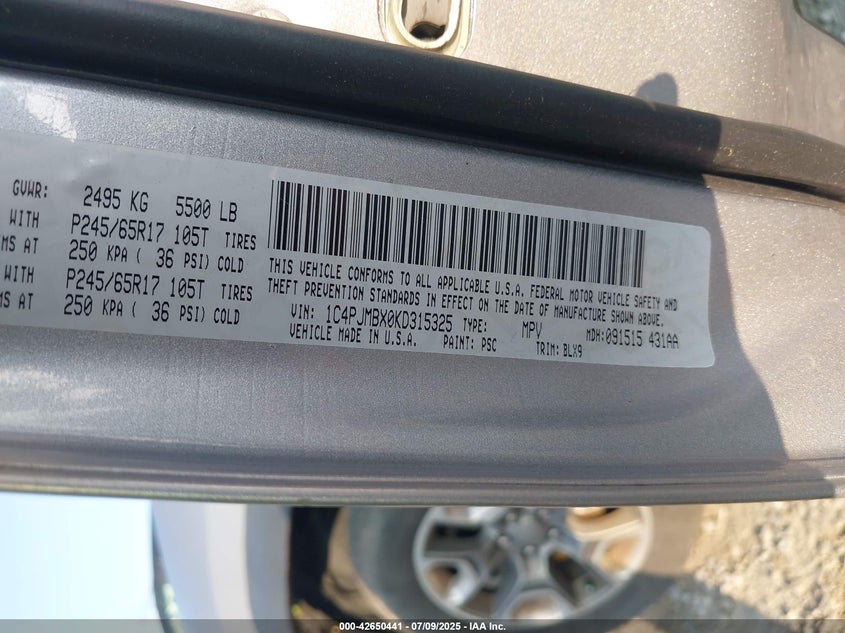 GVWR: 2495 KG 5500 LB
WITH P245/65R17 105T TIRES
MS AT 250 KPA ( 36 PSI) COLD
WITH P245/65R17 105T TIRES
MS AT 250 KPA ( 36 PSI) COLD
THIS VEHICLE CONFORMS TO ALL APPLICABLE U.S.A. FEDERAL MOTOR VEHICLE SAFETY AND
THEFT PREVENTION STANDARDS IN EFFECT ON THE DATE OF MANUFACTURE SHOWN ABOVE.
VIN: 1C4PJMBX0KD315325 TYPE: MPV MDH:091515 431AA
VEHICLE MADE IN U.S.A. PAINT: PSC TRIM: BLX9
000-42650441 - 07/09/2025 - IAA Inc.